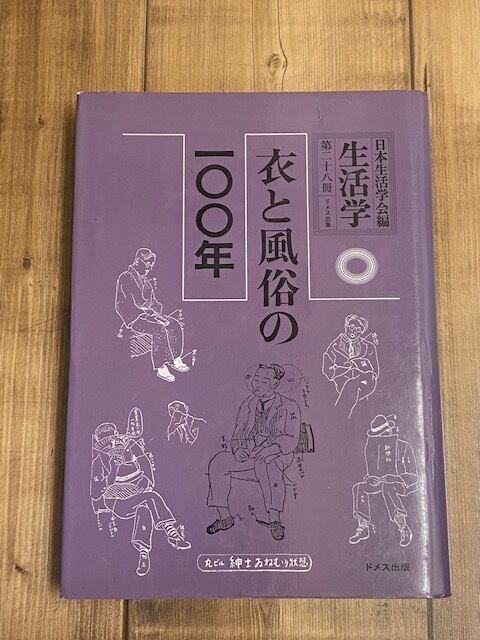 日本生活学会編
生活学
第二十八冊
ドメス出版
衣と風俗の
一〇〇年
丸ビル 紳士 居ねむり状態
ドメス出版